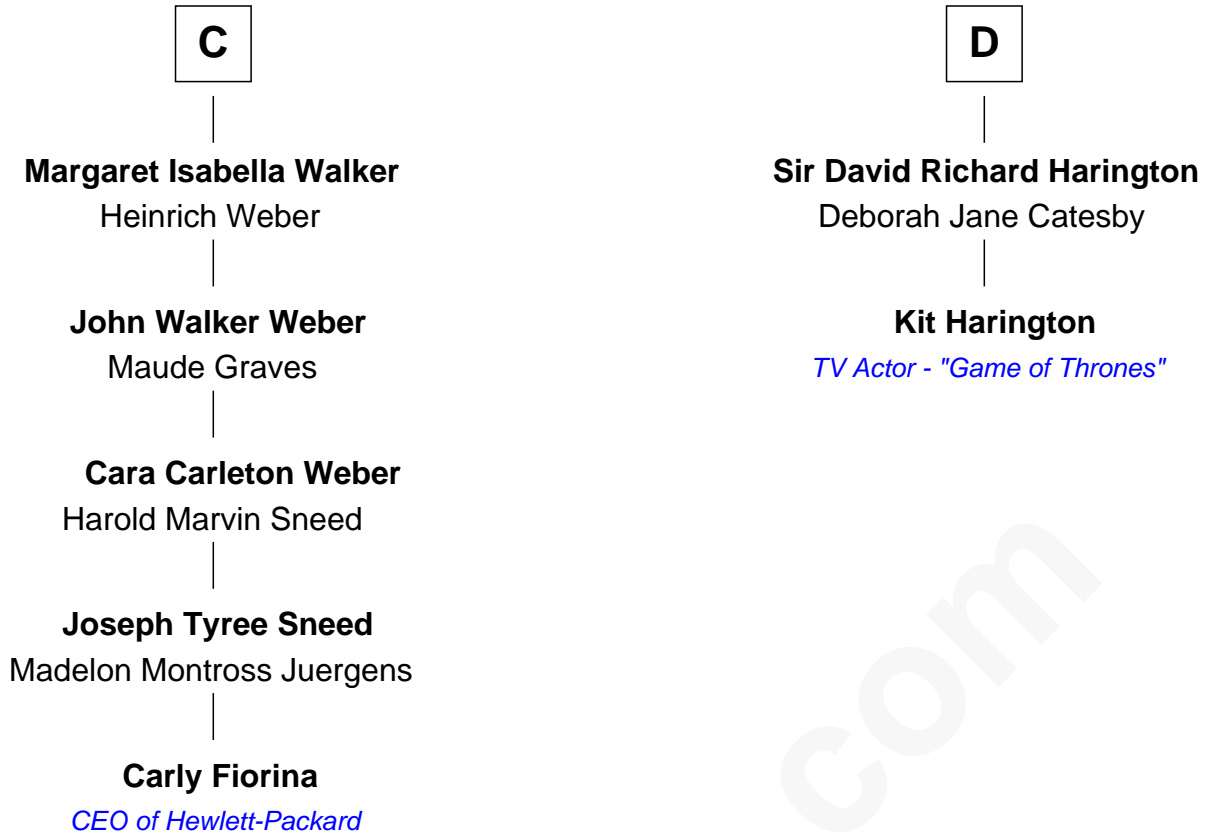 C
Margaret Isabella Walker
Heinrich Weber
John Walker Weber
Maude Graves
Cara Carleton Weber
Harold Marvin Sneed
Joseph Tyree Sneed
Madelon Montross Juergens
Carly Fiorina
CEO of Hewlett-Packard
D
Sir David Richard Harington
Deborah Jane Catesby
Kit Harington
TV Actor - "Game of Thrones"
com